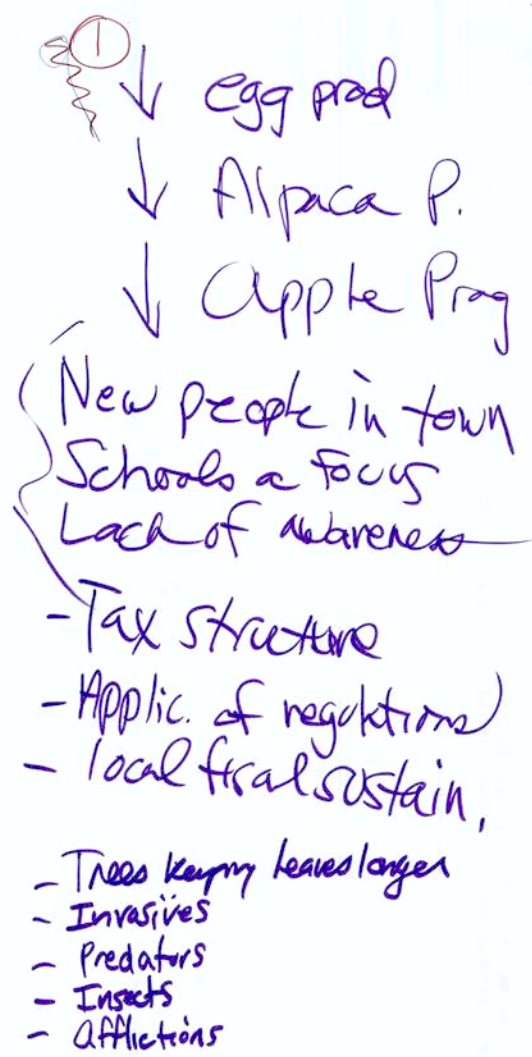 1
↓ egg prod
↓ Alpaca P.
↓ Apple Prog
New people in town
Schools a Focus
Lack of awareness
- Tax structure
- Applic. of regulations
- local fiscal sustain.
- Trees keeping leaves longer
- Invasives
- Predators
- Insects
- Afflictions